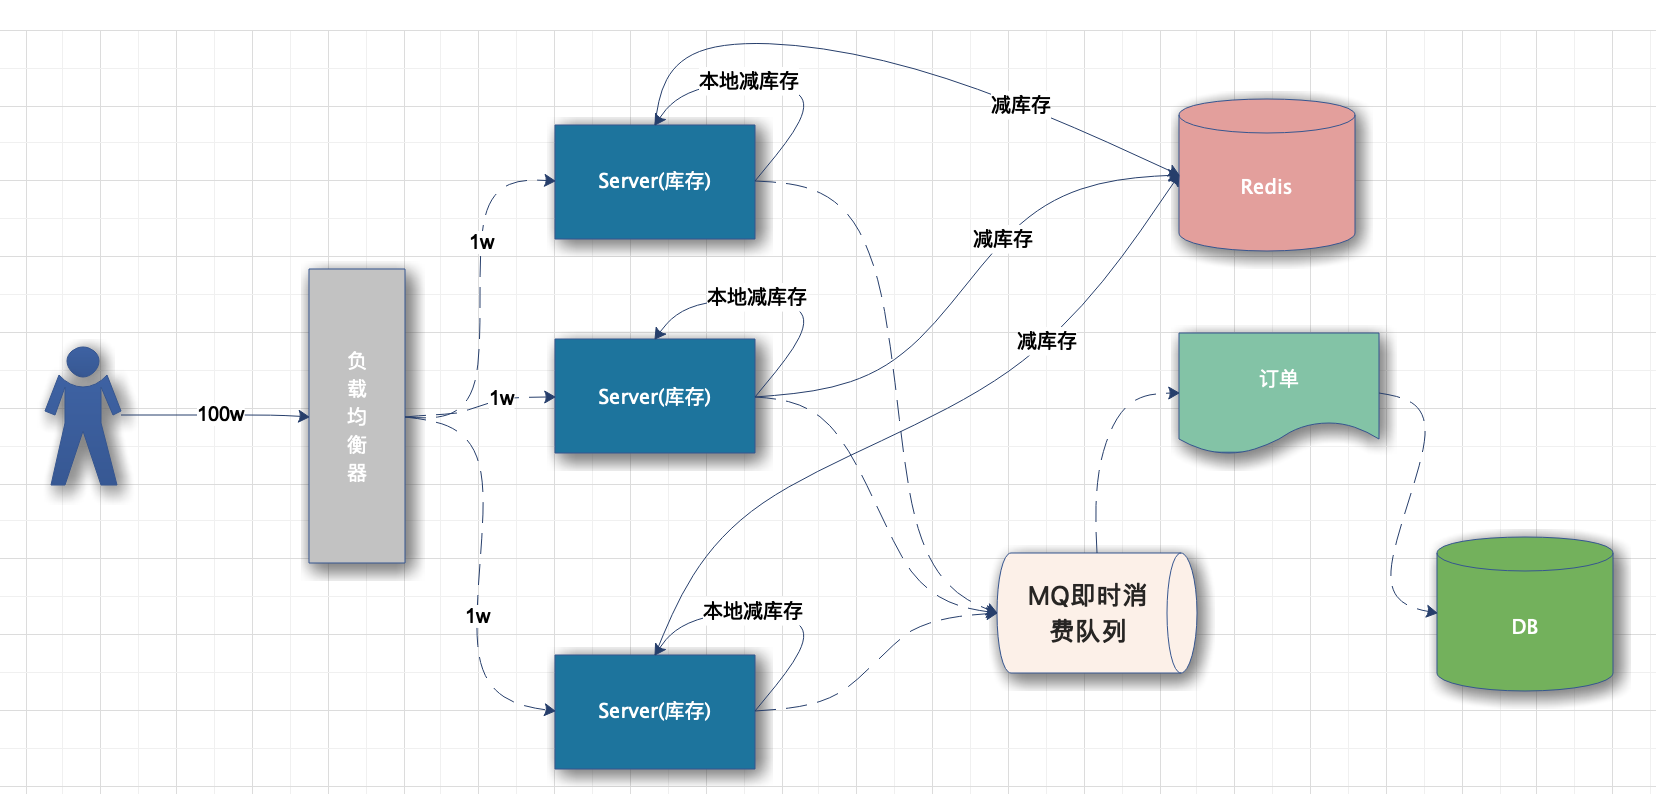 本地减库存
减库存
Server(库存)
Redis
1w
减库存
本地减库存
减库存
负
载
均
衡
器
订单
100w
1w
Server(库存)
MQ即时消
费队列
本地减库存
1w
DB
Server(库存)